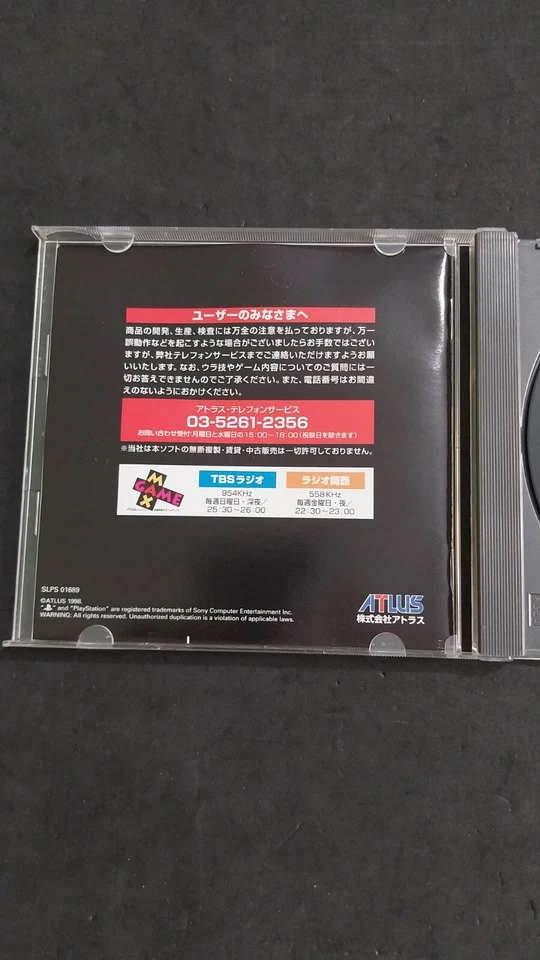 ユーザーのみなさまへ
商品の開発、生産、検査には万全の注意を払っておりますが、万一
誤動作などを起こすような場合がございましたらお手数ではござい
ますが、弊社テレフォンサービスまでご連絡いただけますようお願
いいたします。なお、ウラ技やゲーム内容についてのご質問には一
切お答えできませんのでご了承ください。また、電話番号はお間違
えのないようにおかけください。
アトラス・テレフォンサービス
03-5261-2356
お問い合わせ受付:月曜日と水曜日の15:00~18:00(祝祭日を除きます)
※当社は本ソフトの無断複製・賃貸・中古販売は一切許可しておりません。
GAME MAX
TBSラジオ
954KHz
毎週日曜日・深夜/
25:30~26:00
ラジオ関西
558KHz
毎週金曜日・夜/
22:30~23:00
SLPS 01689
©ATLUS 1998.
" " and "PlayStation" are registered trademarks of Sony Computer Entertainment Inc.
WARNING: All rights reserved. Unauthorized duplication is a violation of applicable laws.
ATLUS
株式会社アトラス